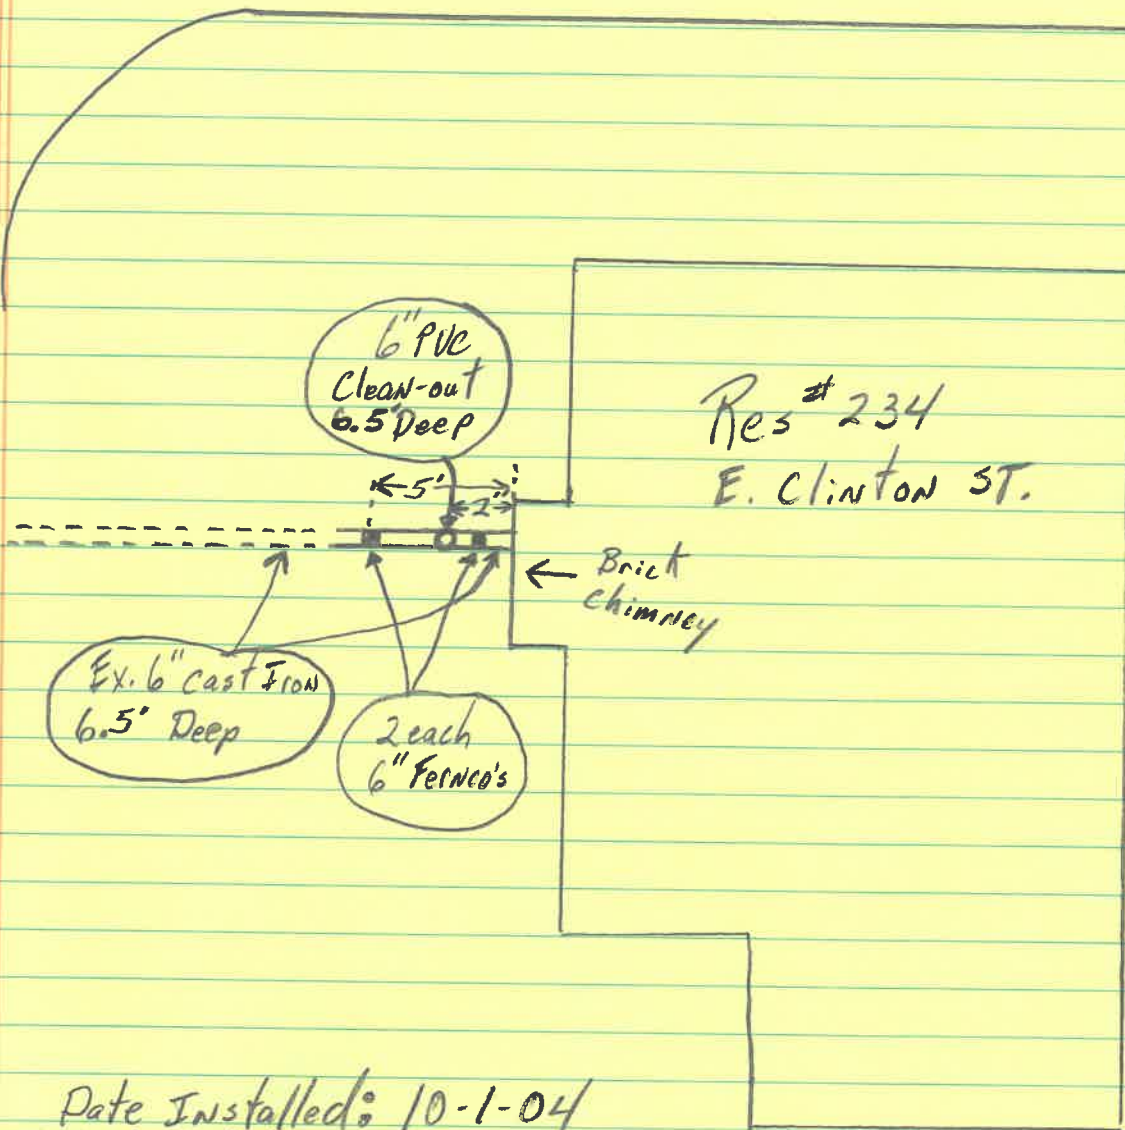 6" PVC
Clean-out
6.5' Deep
Res # 234
E. Clinton ST.
5'
2'
Brick
Chimney
Ex. 6" cast Iron
6.5' Deep
2 each
6" Fernco's
Date Installed: 10-1-04